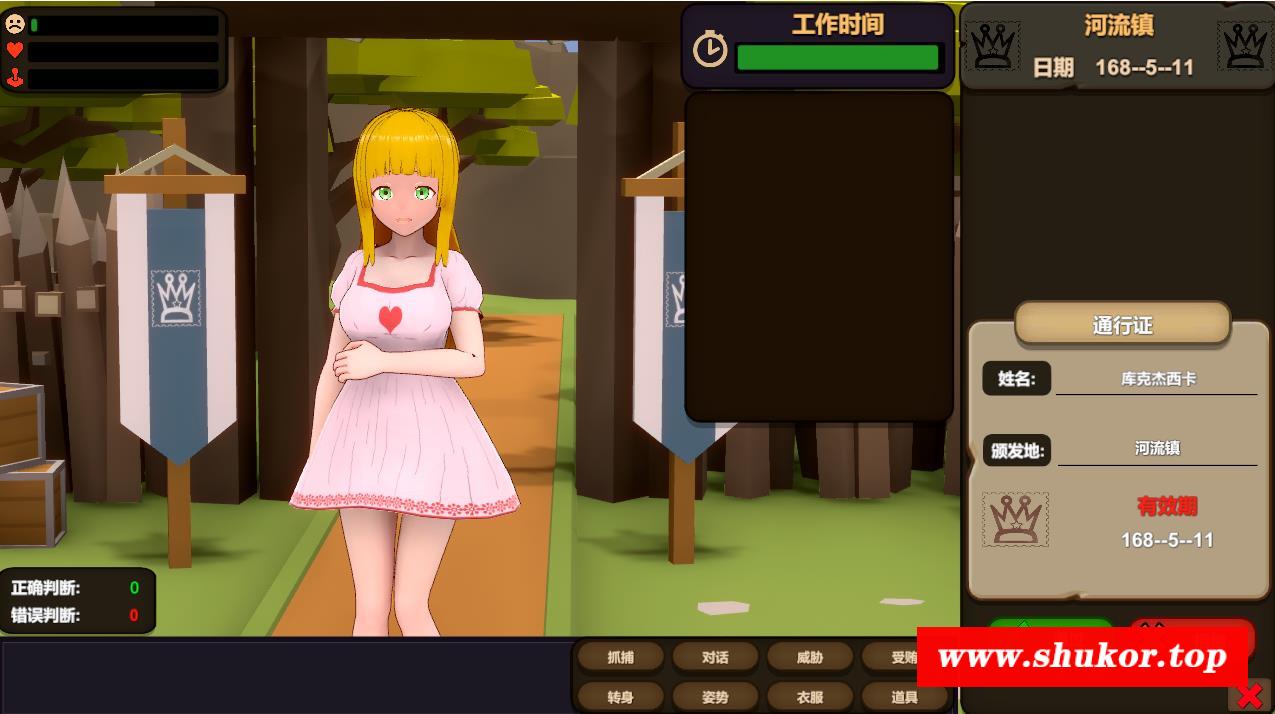 工作时间
河流镇
日期 168--5--11
通行证
姓名: 库克杰西卡
颁发地: 河流镇
有效期
168--5--11
正确判断: 0
错误判断: 0
抓捕 对话 威胁 受贿
转身 姿势 衣服 道具
www.shukor.top